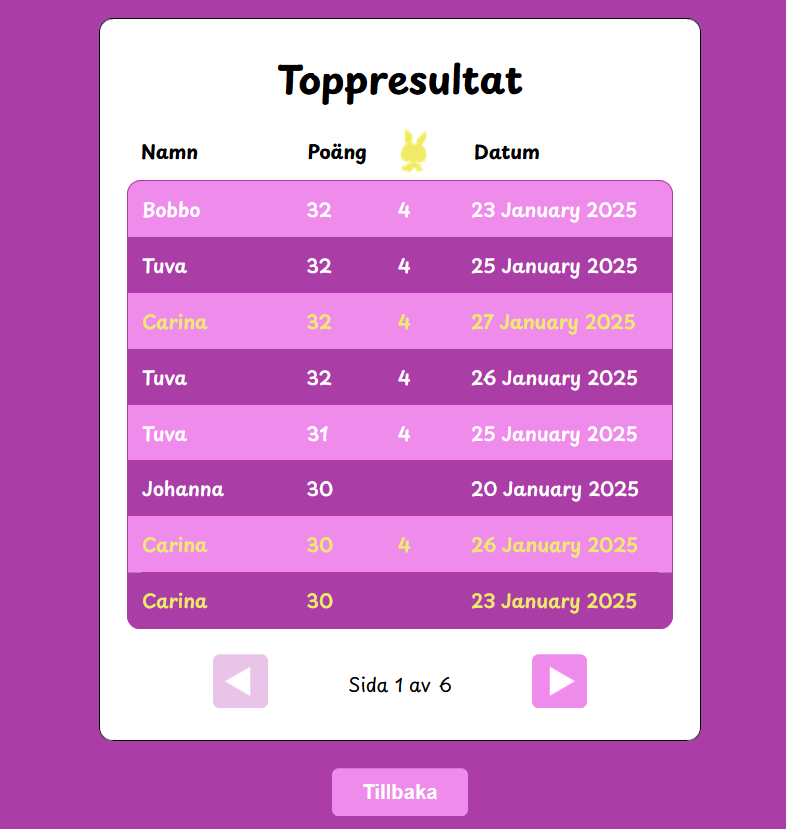 Toppresultat
Namn Poäng Datum
Bobbo 32 4 23 January 2025
Tuva 32 4 25 January 2025
Carina 32 4 27 January 2025
Tuva 32 4 26 January 2025
Tuva 31 4 25 January 2025
Johanna 30 20 January 2025
Carina 30 4 26 January 2025
Carina 30 23 January 2025
Sida 1 av 6
Tillbaka